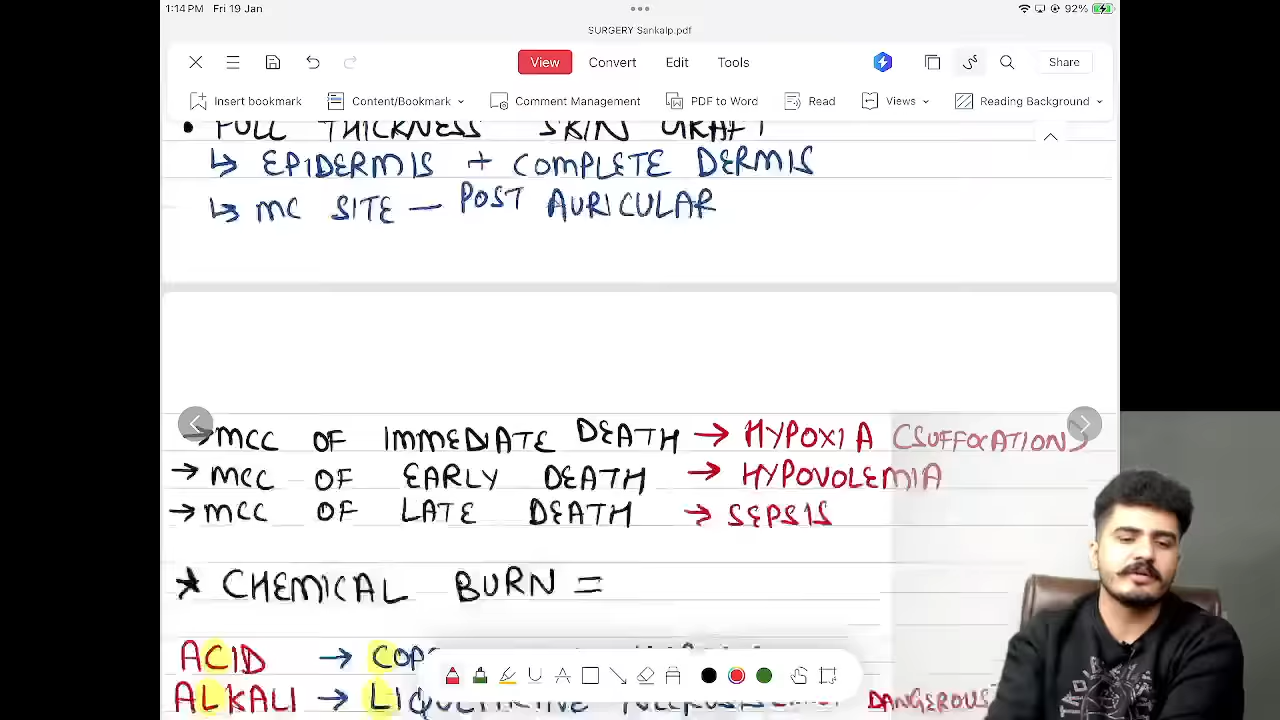 1:14 PM Fri 19 Jan
92%
SURGERY Sankalp.pdf
View Convert Edit Tools
Share
Insert bookmark Content/Bookmark Comment Management PDF to Word Read Views Reading Background
• FULL THICKNESS SKIN GRAFT
↳ EPIDERMIS + COMPLETE DERMIS
↳ MC SITE — POST AURICULAR
→ MCC OF IMMEDIATE DEATH → HYPOXIA (SUFFOCATION)
→ MCC OF EARLY DEATH → HYPOVOLEMIA
→ MCC OF LATE DEATH → SEPSIS
★ CHEMICAL BURN =
ACID →
ALKALI → LIQUEFACTIVE NECROSIS DANGEROUS